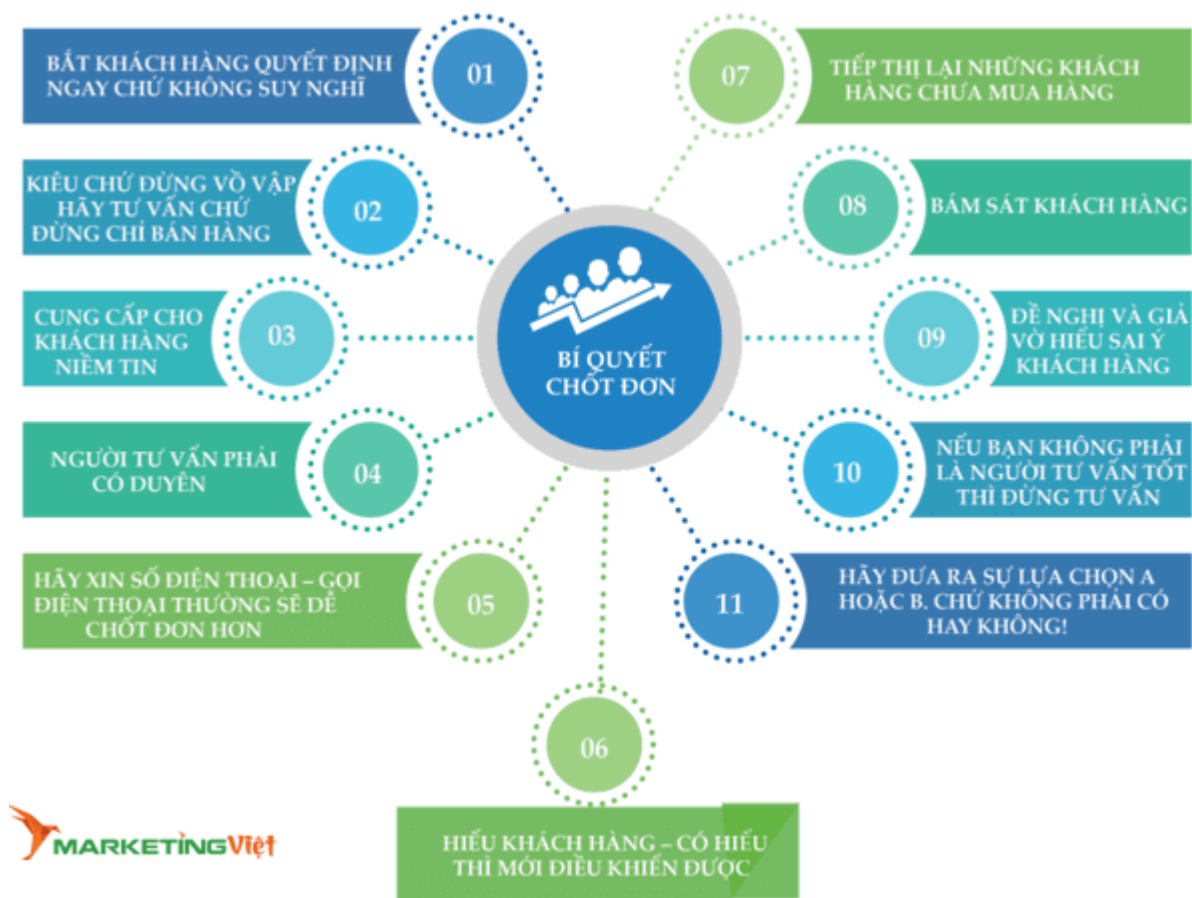 01
BẮT KHÁCH HÀNG QUYẾT ĐỊNH
NGAY CHỨ KHÔNG SUY NGHĨ
02
KIÊU CHỨ ĐỪNG VỒ VẬP
HÃY TƯ VẤN CHỨ
ĐỪNG CHỈ BÁN HÀNG
03
CUNG CẤP CHO
KHÁCH HÀNG
NIỀM TIN
04
NGƯỜI TƯ VẤN PHẢI
CÓ DUYÊN
05
HÃY XIN SỐ ĐIỆN THOẠI – GỌI
ĐIỆN THOẠI THƯỜNG SẼ DỄ
CHỐT ĐƠN HƠN
BÍ QUYẾT
CHỐT ĐƠN
07
TIẾP THỊ LẠI NHỮNG KHÁCH
HÀNG CHƯA MUA HÀNG
08
BÁM SÁT KHÁCH HÀNG
09
ĐỀ NGHỊ VÀ GIẢ
VỜ HIỂU SAI Ý
KHÁCH HÀNG
10
NẾU BẠN KHÔNG PHẢI
LÀ NGƯỜI TƯ VẤN TỐT
THÌ ĐỪNG TƯ VẤN
11
HÃY ĐƯA RA SỰ LỰA CHỌN A
HOẶC B. CHỨ KHÔNG PHẢI CÓ
HAY KHÔNG!
06
HIỂU KHÁCH HÀNG – CÓ HIỂU
THÌ MỚI ĐIỀU KHIỂN ĐƯỢC
MARKETINGViệt